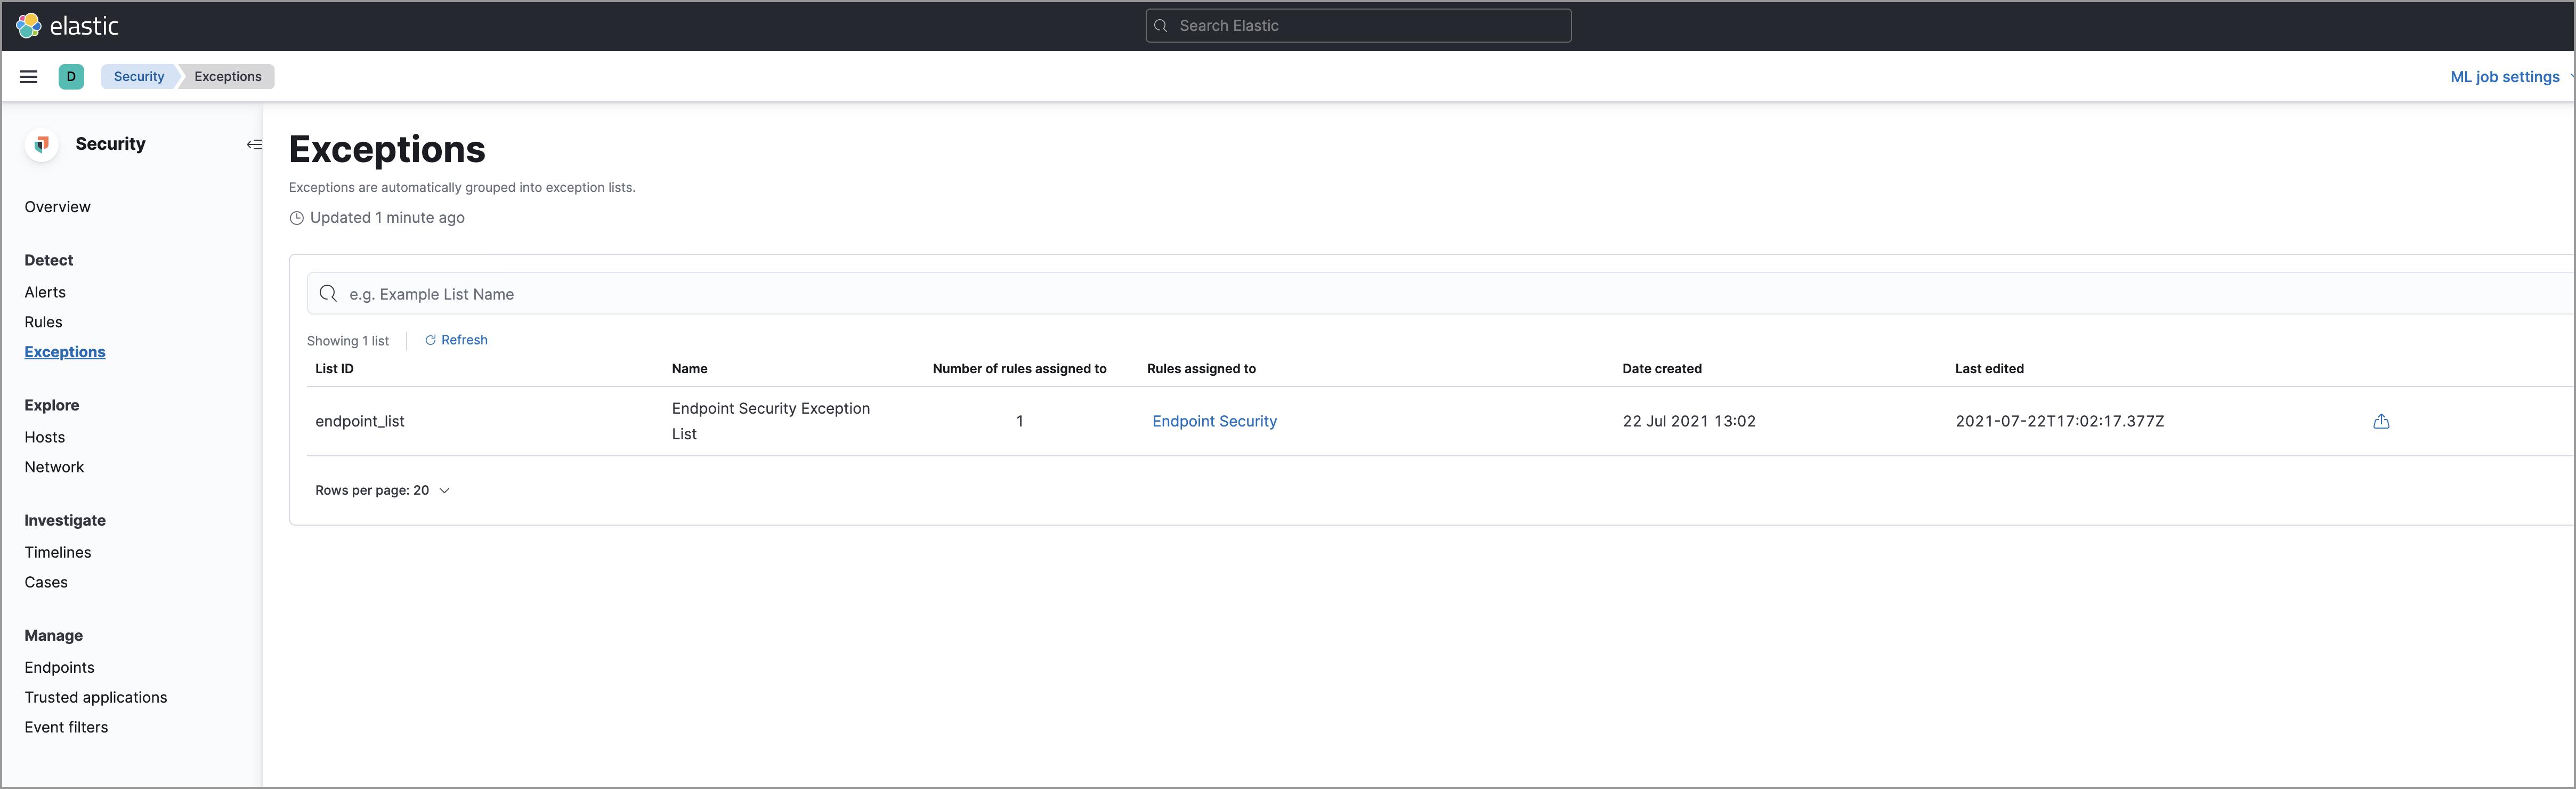 elastic
Search Elastic
D
Security
Exceptions
ML job settings
Security
Overview
Detect
Alerts
Rules
Exceptions
Explore
Hosts
Network
Investigate
Timelines
Cases
Manage
Endpoints
Trusted applications
Event filters
Exceptions
Exceptions are automatically grouped into exception lists.
Updated 1 minute ago
e.g. Example List Name
Showing 1 list
Refresh
List ID
Name
Number of rules assigned to
Rules assigned to
Date created
Last edited
endpoint_list
Endpoint Security Exception
List
1
Endpoint Security
22 Jul 2021 13:02
2021-07-22T17:02:17.377Z
Rows per page: 20